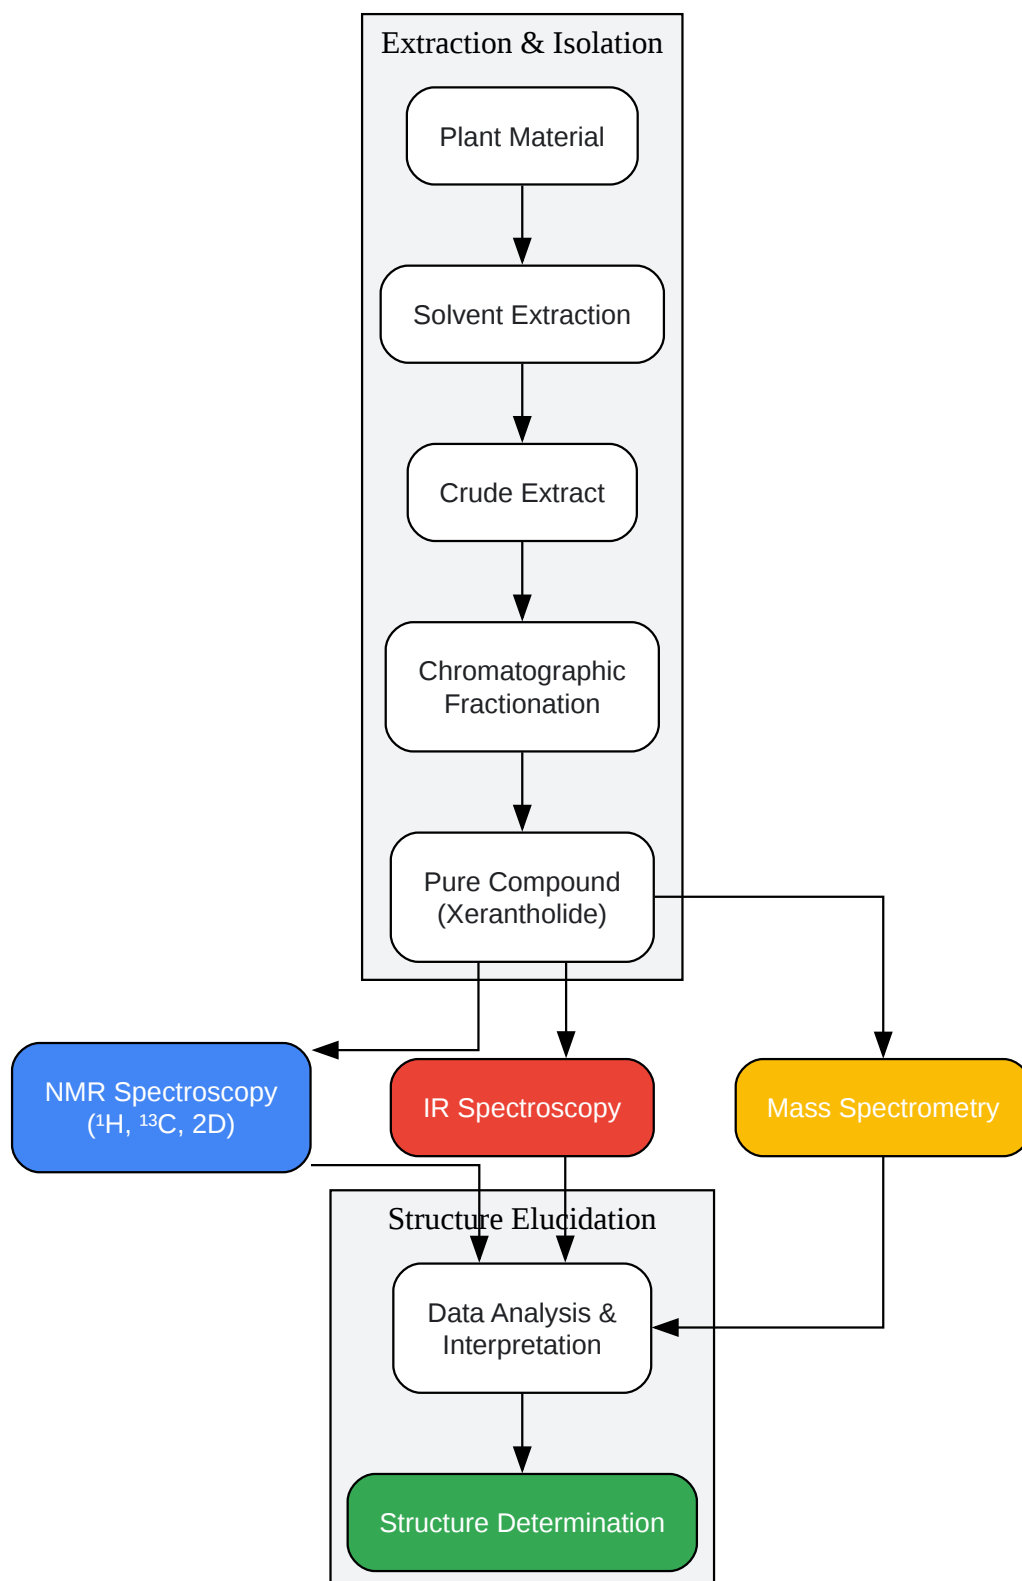 Extraction & Isolation
Plant Material
Solvent Extraction
Crude Extract
Chromatographic
Fractionation
Pure Compound
(Xerantholide)
NMR Spectroscopy
(¹H, ¹³C, 2D)
IR Spectroscopy
Mass Spectrometry
Structure Elucidation
Data Analysis &
Interpretation
Structure Determination